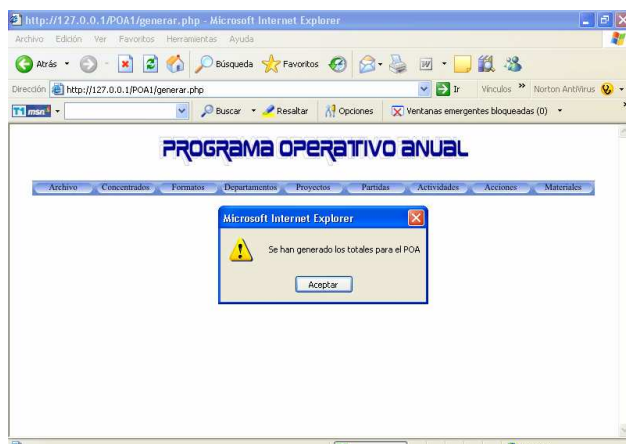 http://127.0.0.1/POA1/generar.php - Microsoft Internet Explorer
Archivo Edición Ver Favoritos Herramientas Ayuda
Atrás Búsqueda Favoritos
Dirección http://127.0.0.1/POA1/generar.php Ir Vínculos » Norton AntiVirus
msn Buscar Resaltar Opciones Ventanas emergentes bloqueadas (0)
PROGRAMA OPERATIVO ANUAL
Archivo Concentrados Formatos Departamentos Proyectos Partidas Actividades Acciones Materiales
Microsoft Internet Explorer
Se han generado los totales para el POA
Aceptar